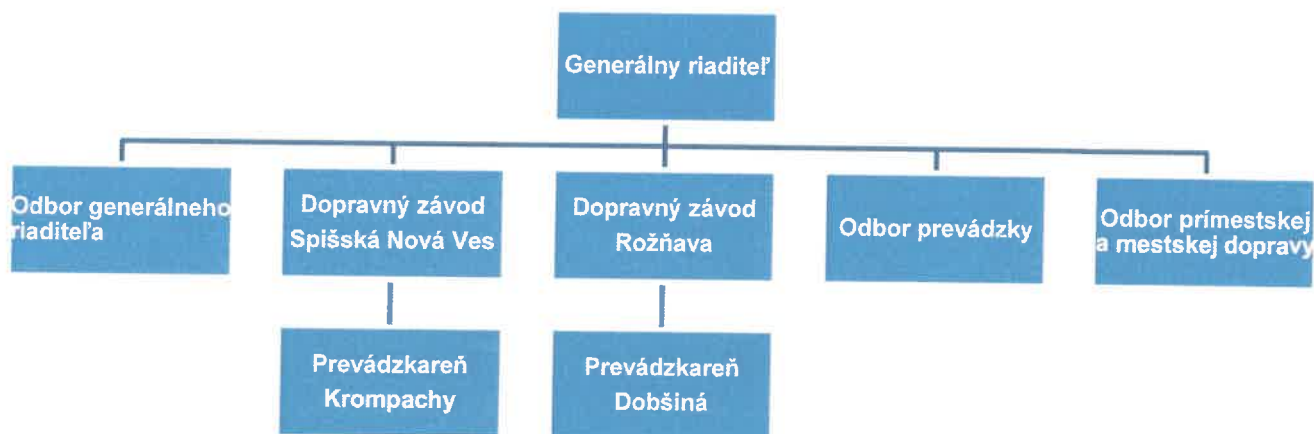 Generálny riaditeľ
Odbor generálneho
riaditeľa
Dopravný závod
Spišská Nová Ves
Dopravný závod
Rožňava
Odbor prevádzky
Odbor prímestskej
a mestskej dopravy
Prevádzkareň
Krompachy
Prevádzkareň
Dobšiná